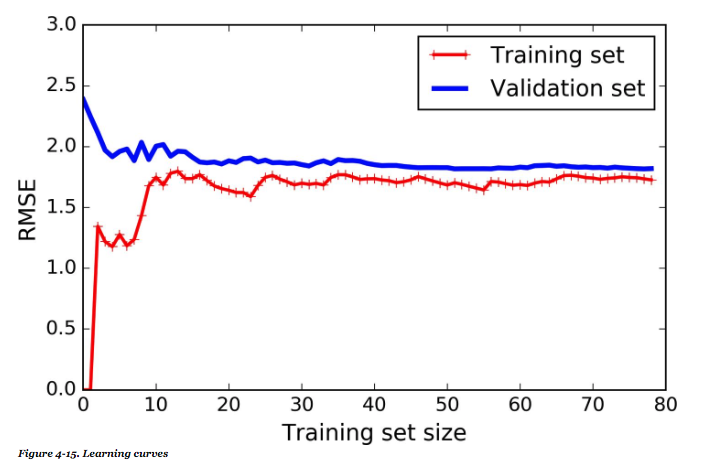 3.0
2.5
2.0
1.5
1.0
0.5
0.0
RMSE
Training set
Validation set
0 10 20 30 40 50 60 70 80
Training set size
Figure 4-15. Learning curves